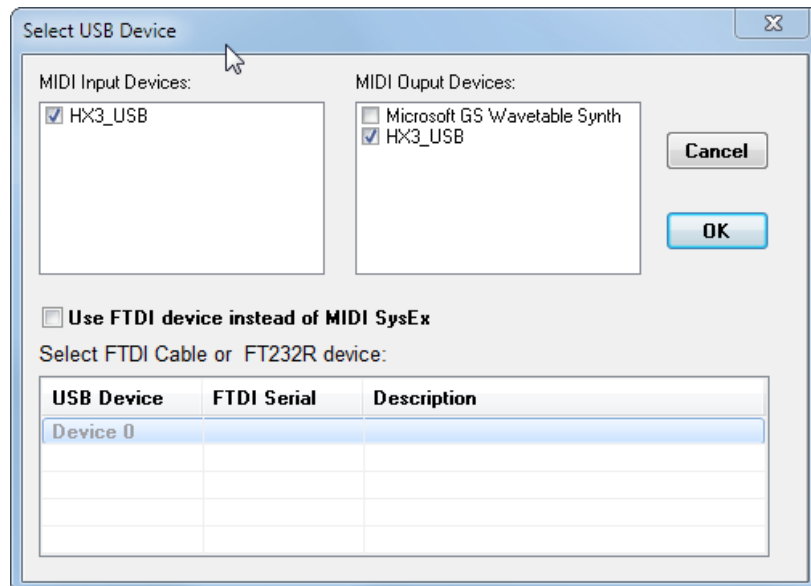 Select USB Device
MIDI Input Devices:
HX3_USB
MIDI Ouput Devices:
Microsoft GS Wavetable Synth
HX3_USB
Cancel
OK
Use FTDI device instead of MIDI SysEx
Select FTDI Cable or FT232R device:
USB Device FTDI Serial Description
Device 0